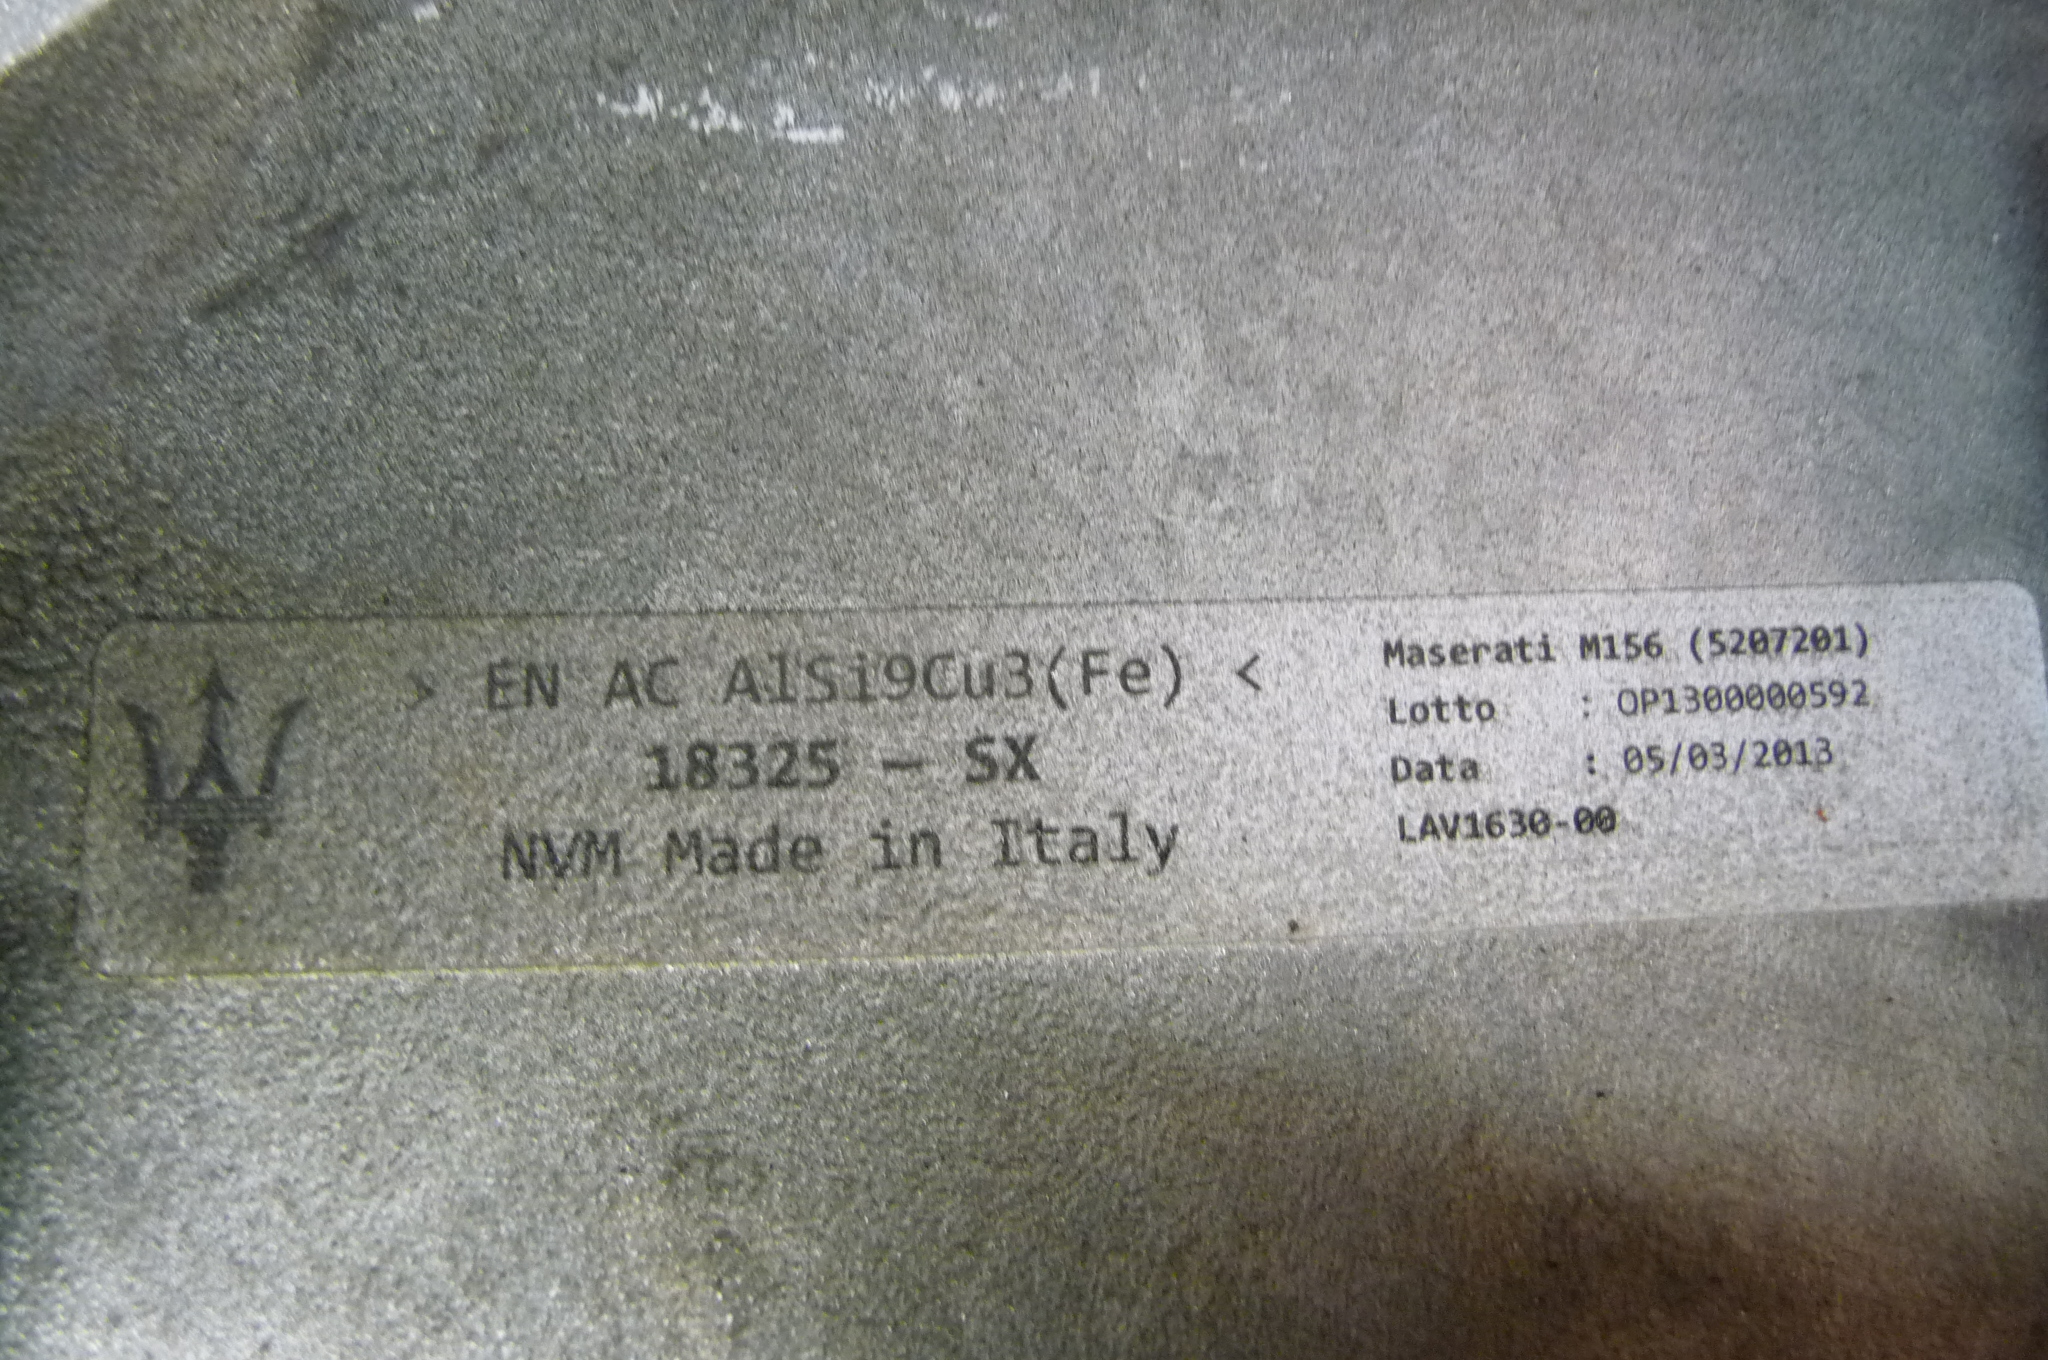 > EN AC AlSi9Cu3(Fe) <
18325 - SX
NVM Made in Italy
Maserati M156 (5207201)
Lotto : OP1300000592
Data : 05/03/2013
LAV1630-00